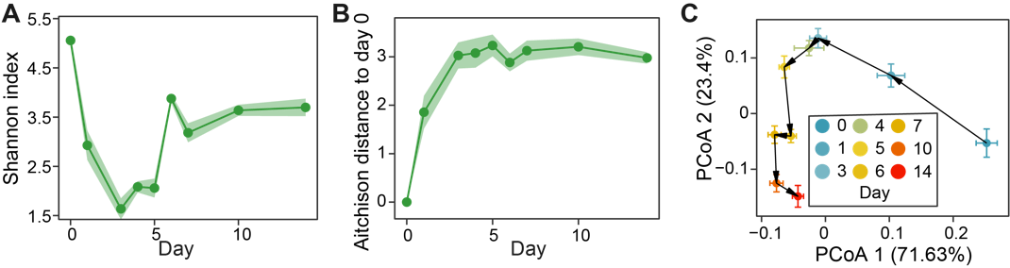 A
Shannon index
5.5
4.5
3.5
2.5
1.5
0 5 10
Day
B
Aitchison distance to day 0
3
2
1
0
0 5 10
Day
C
PCoA 2 (23.4%)
0.1
0
−0.1
−0.1 0 0.1 0.2
PCoA 1 (71.63%)
0 4 7
1 5 10
3 6 14
Day